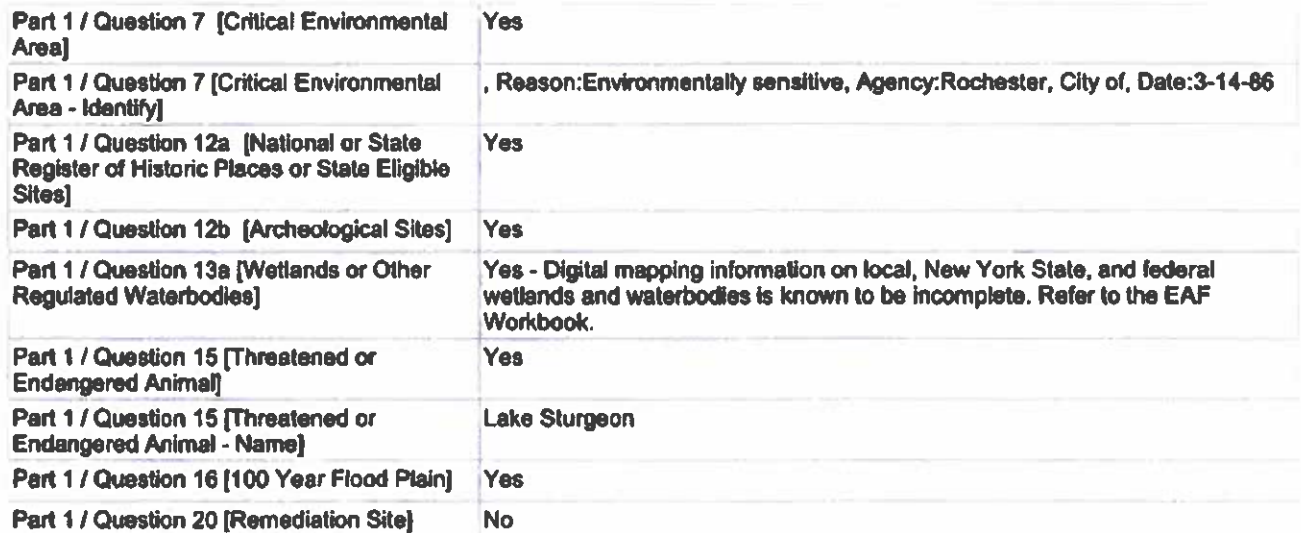 Part 1 / Question 7 [Critical Environmental Area]
Yes
Part 1 / Question 7 [Critical Environmental Area - Identify]
, Reason:Environmentally sensitive, Agency:Rochester, City of, Date:3-14-86
Part 1 / Question 12a [National or State Register of Historic Places or State Eligible Sites]
Yes
Part 1 / Question 12b [Archeological Sites]
Yes
Part 1 / Question 13a [Wetlands or Other Regulated Waterbodies]
Yes - Digital mapping information on local, New York State, and federal wetlands and waterbodies is known to be incomplete. Refer to the EAF Workbook.
Part 1 / Question 15 [Threatened or Endangered Animal]
Yes
Part 1 / Question 15 [Threatened or Endangered Animal - Name]
Lake Sturgeon
Part 1 / Question 16 [100 Year Flood Plain]
Yes
Part 1 / Question 20 [Remediation Site]
No